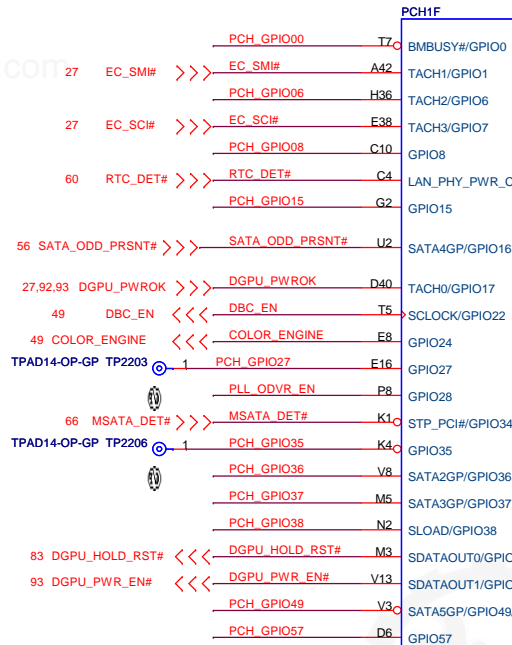 PCH1F
PCH_GPIO00 T7 BMBUSY#/GPIO0
com
27 EC_SMI# EC_SMI# A42 TACH1/GPIO1
PCH_GPIO06 H36 TACH2/GPIO6
27 EC_SCI# EC_SCI# E38 TACH3/GPIO7
PCH_GPIO08 C10 GPIO8
60 RTC_DET# RTC_DET# C4 LAN_PHY_PWR_C
PCH_GPIO15 G2 GPIO15
56 SATA_ODD_PRSNT# SATA_ODD_PRSNT# U2 SATA4GP/GPIO16
27,92,93 DGPU_PWROK DGPU_PWROK D40 TACH0/GPIO17
49 DBC_EN DBC_EN T5 SCLOCK/GPIO22
49 COLOR_ENGINE COLOR_ENGINE E8 GPIO24
TPAD14-OP-GP TP2203 1 PCH_GPIO27 E16 GPIO27
PLL_ODVR_EN P8 GPIO28
66 MSATA_DET# MSATA_DET# K1 STP_PCI#/GPIO34
TPAD14-OP-GP TP2206 1 PCH_GPIO35 K4 GPIO35
PCH_GPIO36 V8 SATA2GP/GPIO36
PCH_GPIO37 M5 SATA3GP/GPIO37
PCH_GPIO38 N2 SLOAD/GPIO38
83 DGPU_HOLD_RST# DGPU_HOLD_RST# M3 SDATAOUT0/GPIO
93 DGPU_PWR_EN# DGPU_PWR_EN# V13 SDATAOUT1/GPIO
PCH_GPIO49 V3 SATA5GP/GPIO49
PCH_GPIO57 D6 GPIO57